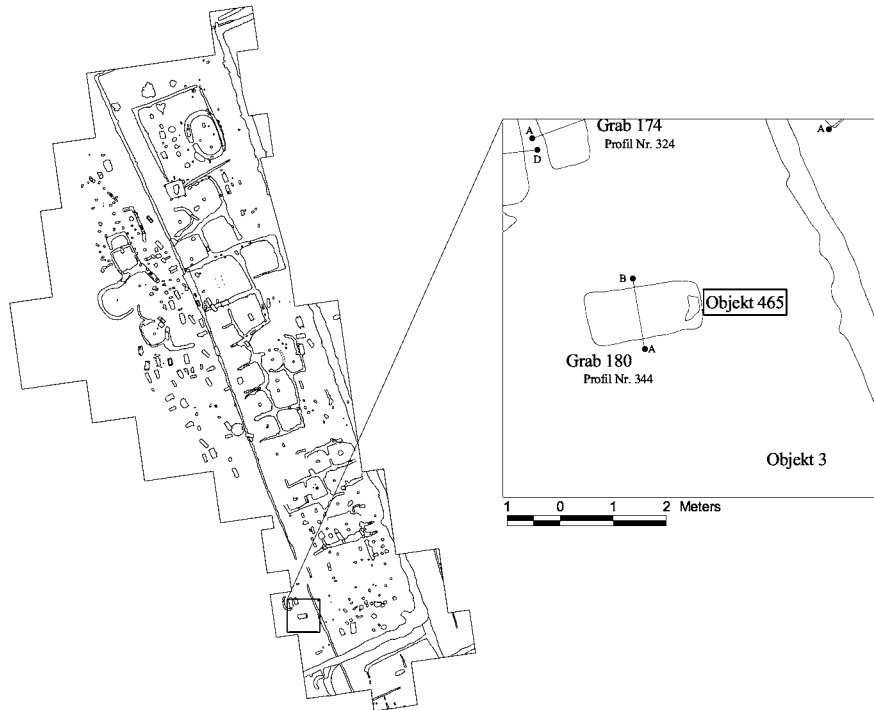 A
D
Grab 174
Profil Nr. 324
A
B
Objekt 465
A
Grab 180
Profil Nr. 344
Objekt 3
1 0 1 2 Meters